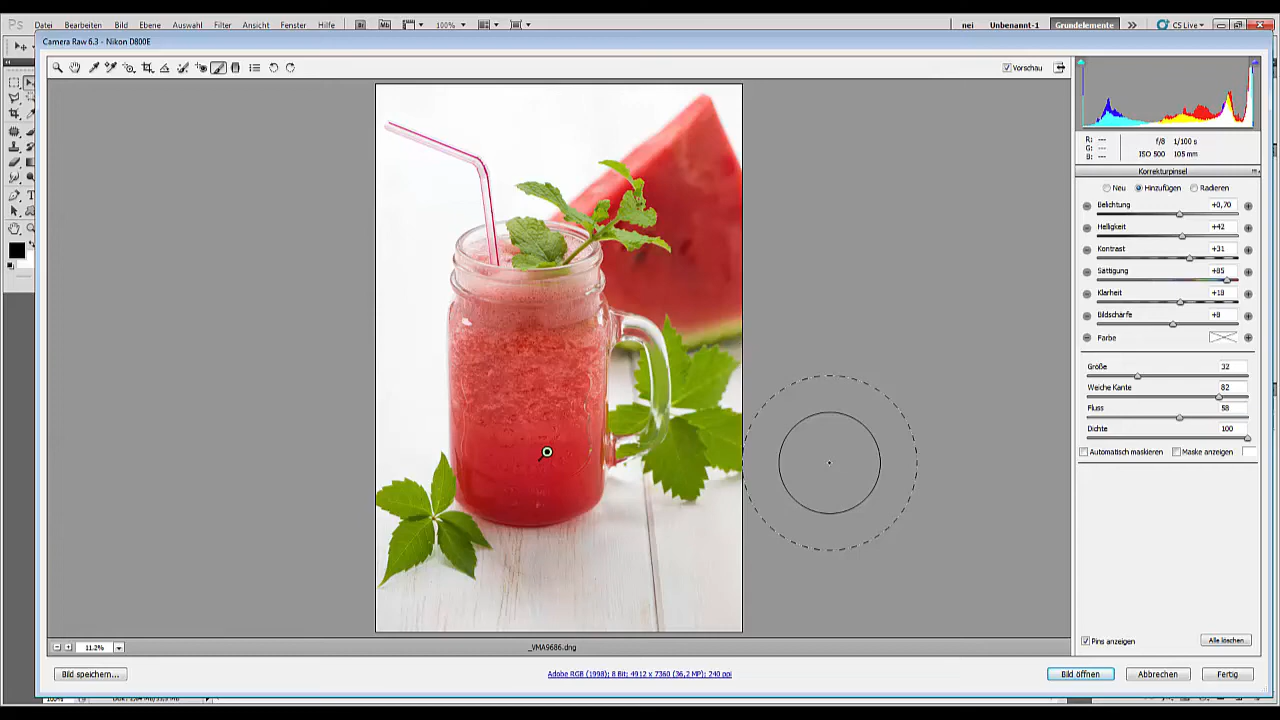 Ps Datei Bearbeiten Bild Ebene Auswahl Filter Ansicht Fenster Hilfe Br Mb 100% nei Unbenannt-1 Grundelemente CS Live
Camera Raw 6.3 - Nikon D800E
Vorschau
R: ---
G: ---
B: ---
f/8 1/100 s
ISO 500 105 mm
Korrekturpinsel
Neu Hinzufügen Radieren
Belichtung +0,70
Helligkeit +42
Kontrast +31
Sättigung +85
Klarheit +18
Bildschärfe +8
Farbe
Größe 32
Weiche Kante 82
Fluss 58
Dichte 100
Automatisch maskieren Maske anzeigen
Pins anzeigen Alle löschen
11.2% _VMA9686.dng
Bild speichern... Adobe RGB (1998); 8 Bit; 4912 x 7360 (36,2 MP); 240 ppi Bild öffnen Abbrechen Fertig